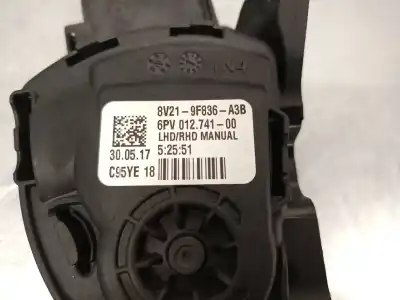 8V21-9F836-A3B
6PV 012.741-00
LHD/RHD MANUAL
30.05.17 5:25:51
C95YE 18